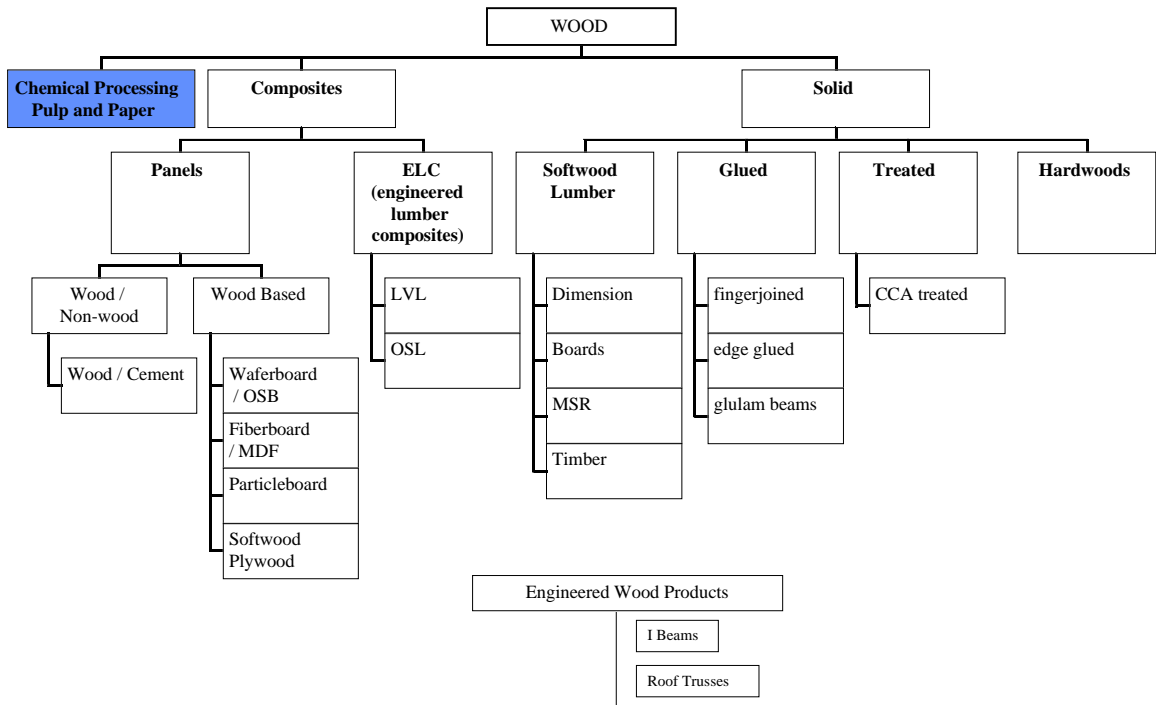 WOOD
Chemical Processing
Pulp and Paper
Composites
Solid
Panels
ELC
(engineered
lumber
composites)
Softwood
Lumber
Glued
Treated
Hardwoods
Wood /
Non-wood
Wood Based
LVL
OSL
Dimension
Boards
MSR
Timber
fingerjoined
edge glued
glulam beams
CCA treated
Wood / Cement
Waferboard
/ OSB
Fiberboard
/ MDF
Particleboard
Softwood
Plywood
Engineered Wood Products
I Beams
Roof Trusses